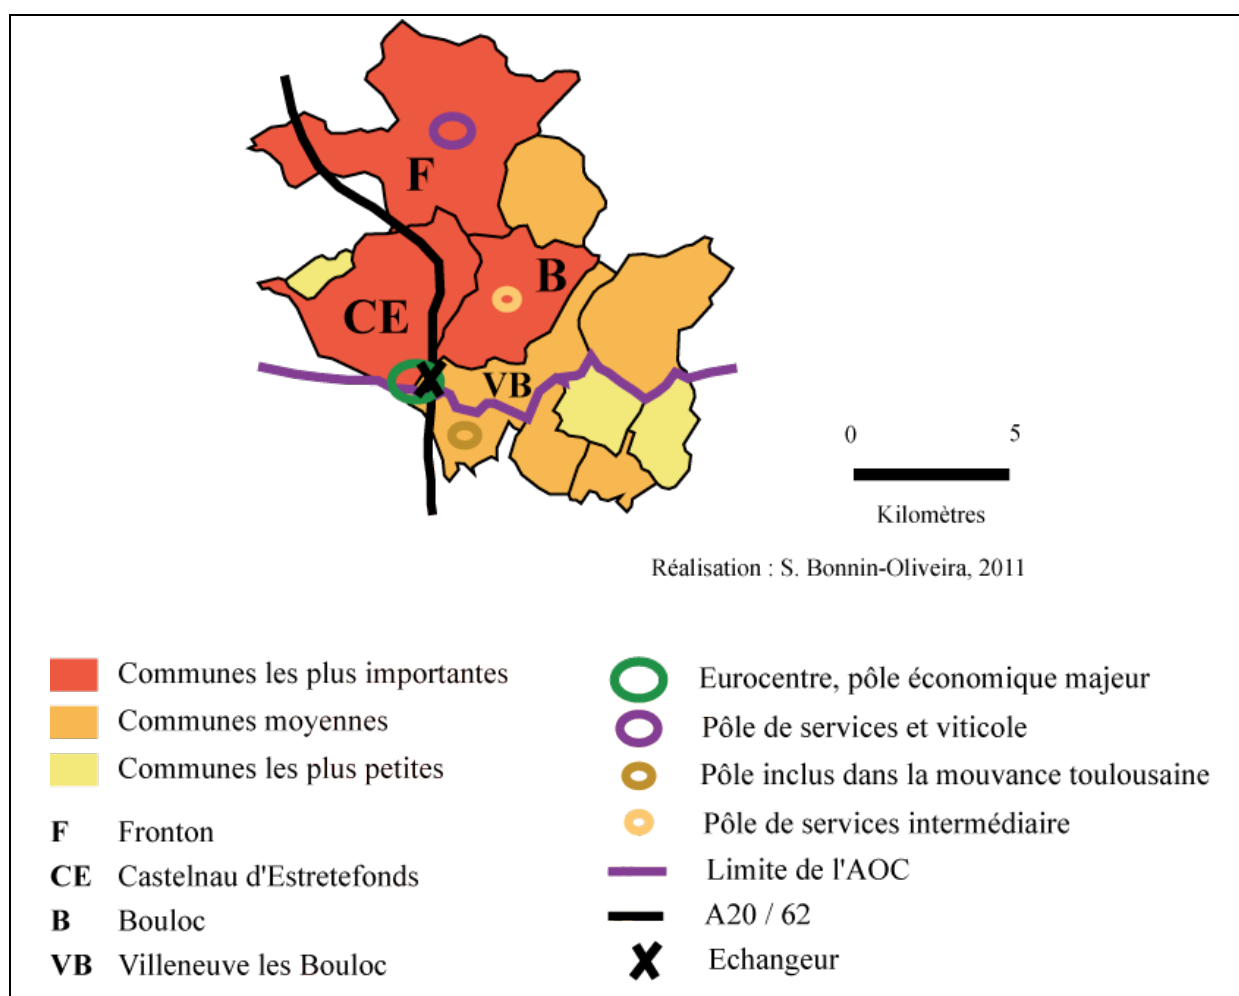 F
B
CE
VB
0 5
Kilomètres
Réalisation : S. Bonnin-Oliveira, 2011
Communes les plus importantes
Communes moyennes
Communes les plus petites
F Fronton
CE Castelnau d'Estretefonds
B Bouloc
VB Villeneuve les Bouloc
Eurocentre, pôle économique majeur
Pôle de services et viticole
Pôle inclus dans la mouvance toulousaine
Pôle de services intermédiaire
Limite de l'AOC
A20 / 62
Echangeur